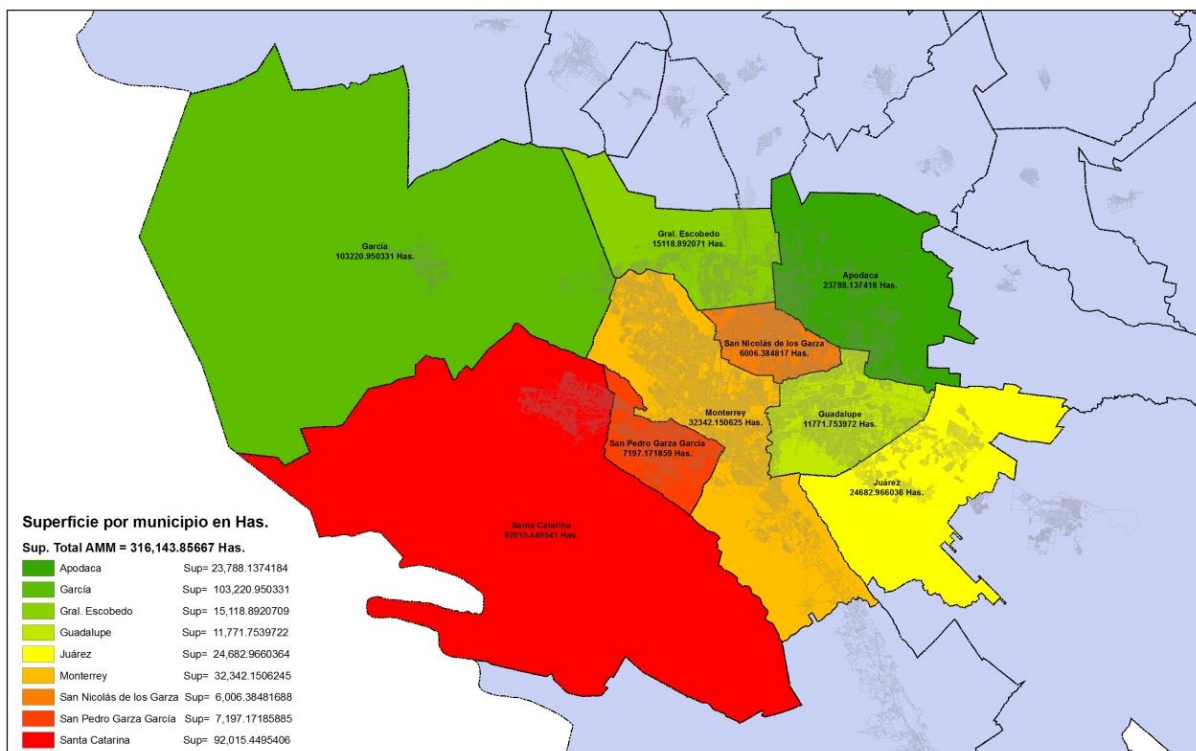 García
103220.950331 Has.
Gral. Escobedo
15118.892071 Has.
Apodaca
23788.137418 Has.
San Nicolás de los Garza
6006.384817 Has.
Monterrey
32342.150625 Has.
Guadalupe
11771.753972 Has.
San Pedro Garza García
7197.171859 Has.
Juárez
24682.966036 Has.
Santa Catarina
92015.449541 Has.
Superficie por municipio en Has.
Sup. Total AMM = 316,143.85667 Has.
Apodaca Sup= 23,788.1374184
García Sup= 103,220.950331
Gral. Escobedo Sup= 15,118.8920709
Guadalupe Sup= 11,771.7539722
Juárez Sup= 24,682.9660364
Monterrey Sup= 32,342.1506245
San Nicolás de los Garza Sup= 6,006.38481688
San Pedro Garza García Sup= 7,197.17185885
Santa Catarina Sup= 92,015.4495406